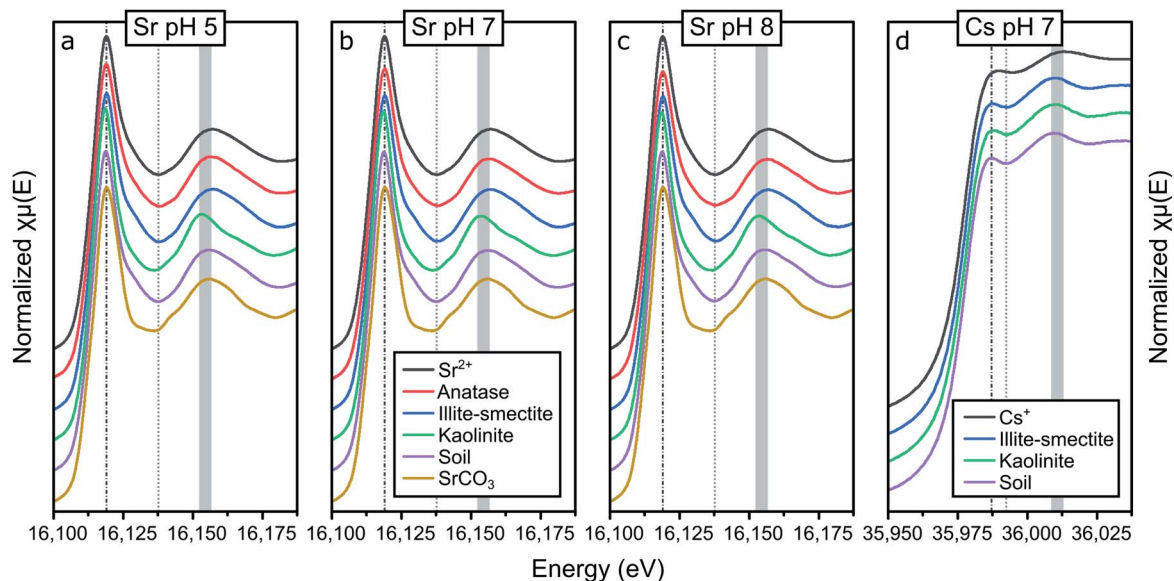 a
Sr pH 5
b
Sr pH 7
c
Sr pH 8
d
Cs pH 7
Normalized χμ(E)
Normalized χμ(E)
Sr2+
Anatase
Illite-smectite
Kaolinite
Soil
SrCO3
Cs+
Illite-smectite
Kaolinite
Soil
16,100 16,125 16,150 16,175
16,100 16,125 16,150 16,175
16,100 16,125 16,150 16,175
35,950 35,975 36,000 36,025
Energy (eV)